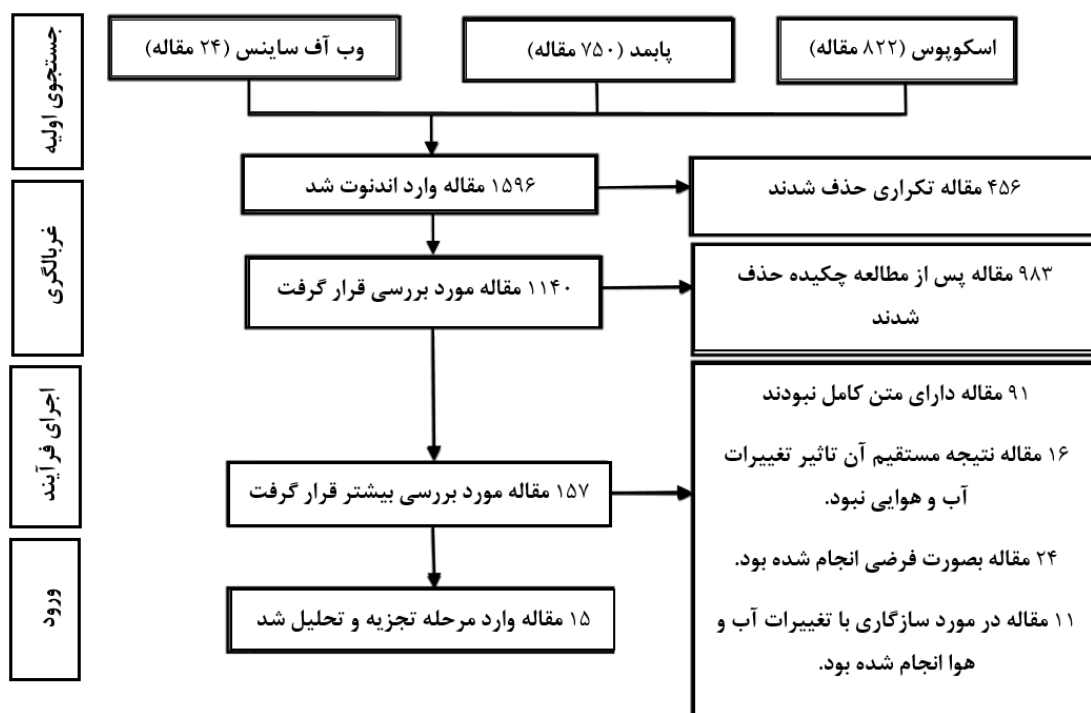 جستجوی اولیه
اسکوپوس (۸۲۲ مقاله)
پابمد (۷۵۰ مقاله)
وب آف ساینس (۲۴ مقاله)
غربالگری
۱۵۹۶ مقاله وارد اندنوت شد
۴۵۶ مقاله تکراری حذف شدند
۱۱۴۰ مقاله مورد بررسی قرار گرفت
۹۸۳ مقاله پس از مطالعه چکیده حذف
شدند
اجرای فرآیند
۱۵۷ مقاله مورد بررسی بیشتر قرار گرفت
۹۱ مقاله دارای متن کامل نبودند
۱۶ مقاله نتیجه مستقیم آن تاثیر تغییرات
آب و هوایی نبود.
۲۴ مقاله بصورت فرضی انجام شده بود.
۱۱ مقاله در مورد سازگاری با تغییرات آب و
هوا انجام شده بود.
ورود
۱۵ مقاله وارد مرحله تجزیه و تحلیل شد